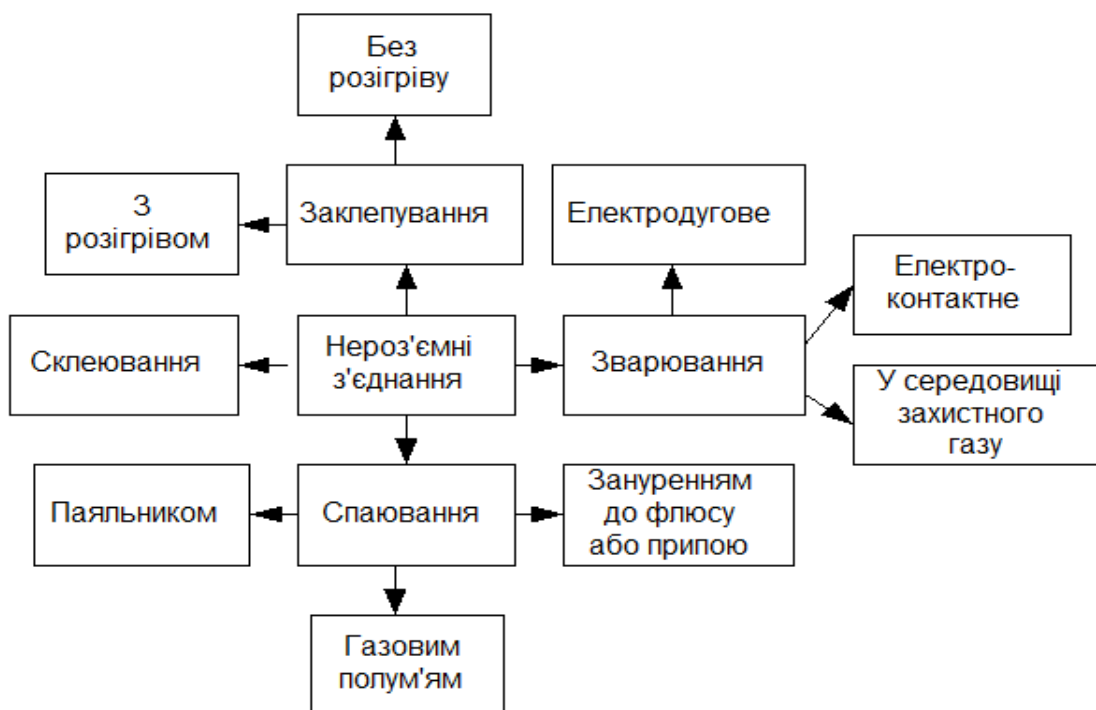 Без
розігріву
З
розігрівом
Заклепування
Електродугове
Електро-
контактне
Склеювання
Нероз'ємні
з'єднання
Зварювання
У середовищі
захистного
газу
Паяльником
Спаювання
Зануренням
до флюсу
або припою
Газовим
полум'ям